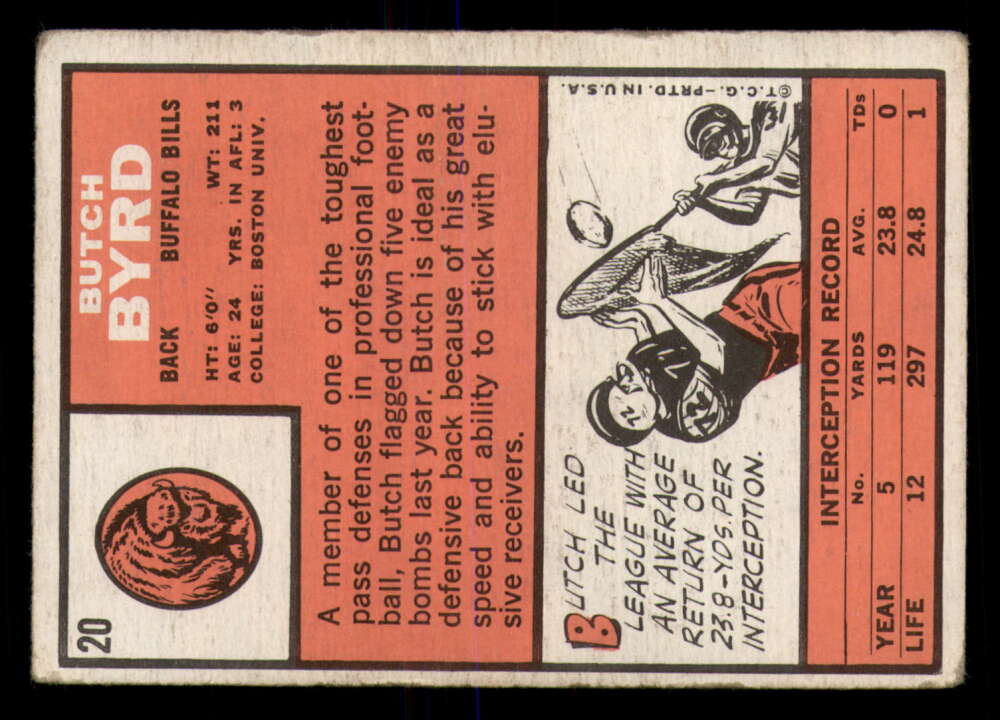 20
BUTCH
BYRD
BACK BUFFALO BILLS
HT: 6'0" WT: 211
AGE: 24 YRS. IN AFL: 3
COLLEGE: BOSTON UNIV.
A member of one of the toughest
pass defenses in professional foot-
ball, Butch flagged down five enemy
bombs last year. Butch is ideal as a
defensive back because of his great
speed and ability to stick with elu-
sive receivers.
BUTCH LED
THE
LEAGUE WITH
AN AVERAGE
RETURN OF
23.8-YDS. PER
INTERCEPTION.
72
72
©T.C.G.-PRTD. IN U.S.A.
INTERCEPTION RECORD
No. YARDS AVG. TDs
YEAR 5 119 23.8 0
LIFE 12 297 24.8 1